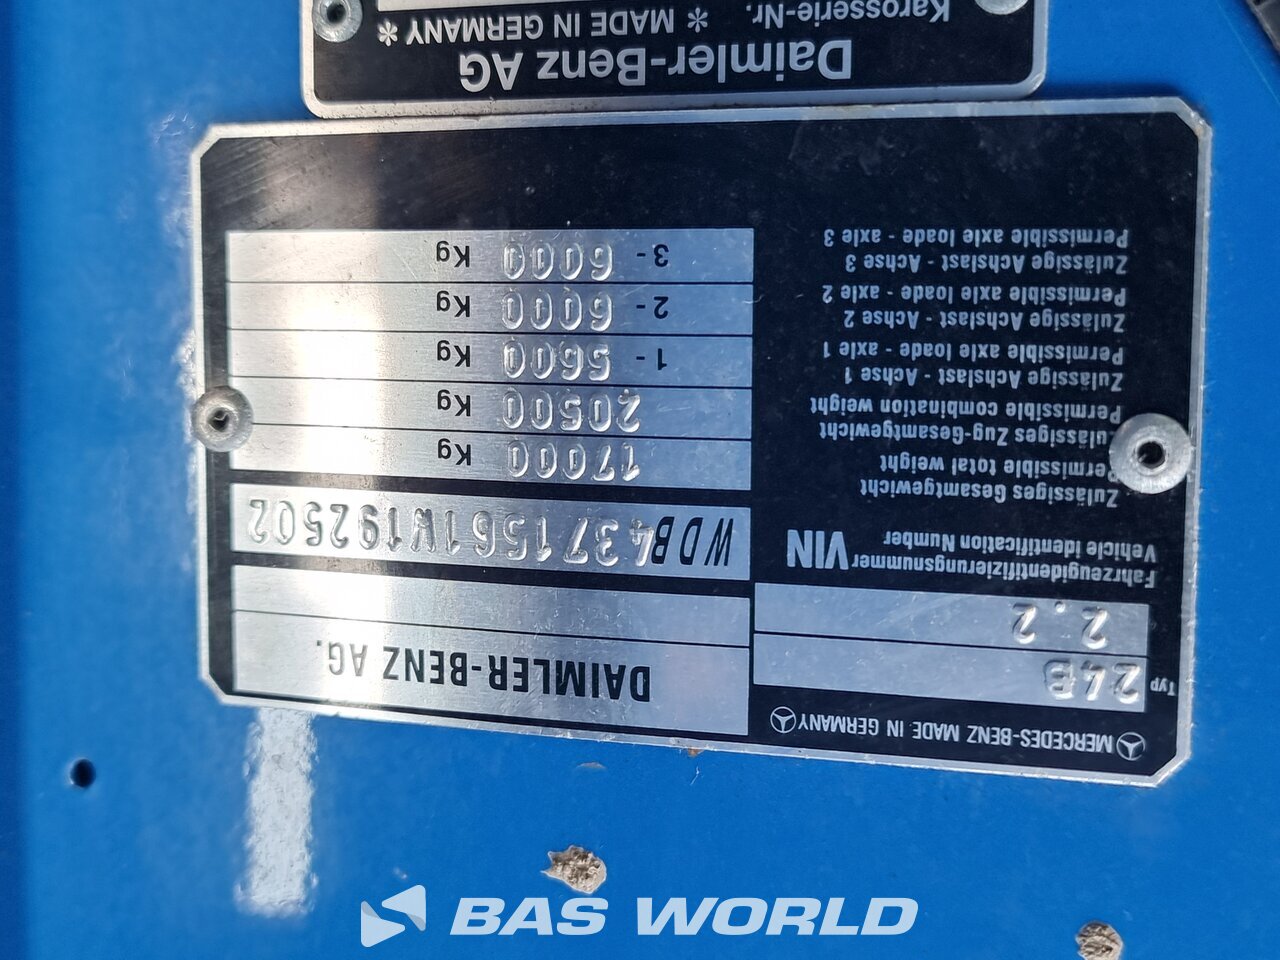 MERCEDES-BENZ MADE IN GERMANY
Typ 24B
2.2
DAIMLER-BENZ AG.
Fahrzeugidentifizierungsnummer
Vehicle identification Number
VIN
WDB4371561W192502
Zulässiges Gesamtgewicht
Permissible total weight
17000 Kg
Zulässiges Zug-Gesamtgewicht
Permissible combination weight
20500 Kg
Zulässige Achslast - Achse 1
Permissible axle loade - axle 1
1- 5600 Kg
Zulässige Achslast - Achse 2
Permissible axle loade - axle 2
2- 6000 Kg
Zulässige Achslast - Achse 3
Permissible axle loade - axle 3
3- 6000 Kg
Daimler-Benz AG
Karosserie-Nr. * MADE IN GERMANY *
BAS WORLD